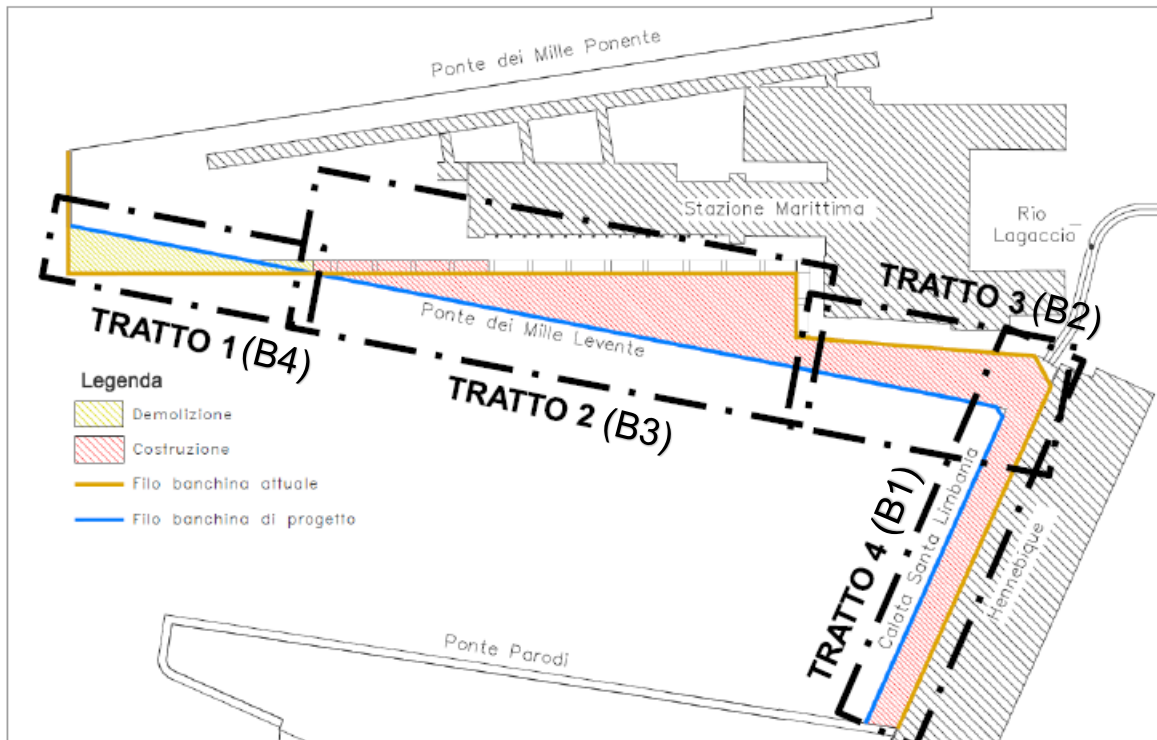 Ponte dei Mille Ponente
Stazione Marittima
Rio
Lagaccio
TRATTO 3 (B2)
TRATTO 1 (B4)
Ponte dei Mille Levente
TRATTO 2 (B3)
Legenda
Demolizione
Costruzione
Filo banchina attuale
Filo banchina di progetto
TRATTO 4 (B1)
Calata Santa Limbania
Hennebique
Ponte Parodi